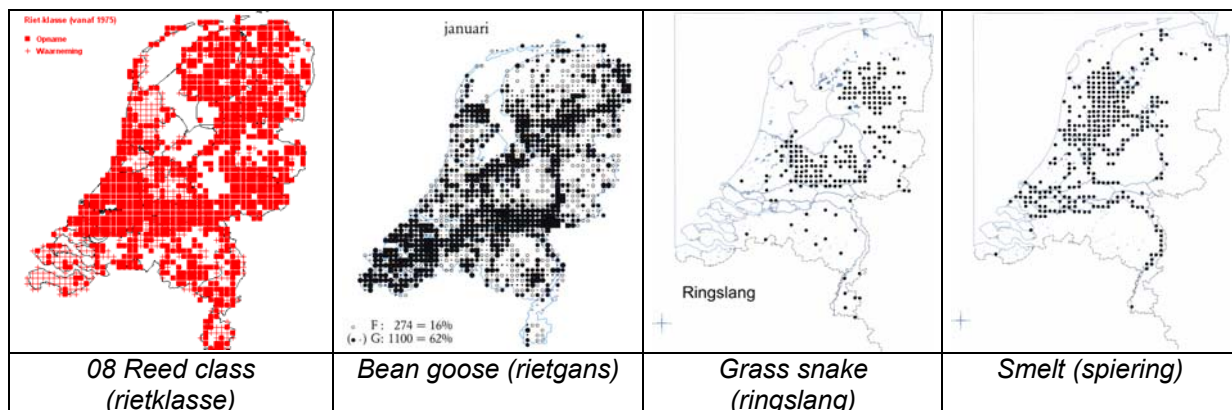 Riet klasse (vanaf 1975)
Opname
Waarneming
januari
F: 274 = 16%
G: 1100 = 62%
Ringslang
08 Reed class
(rietklasse)
Bean goose (rietgans)
Grass snake
(ringslang)
Smelt (spiering)